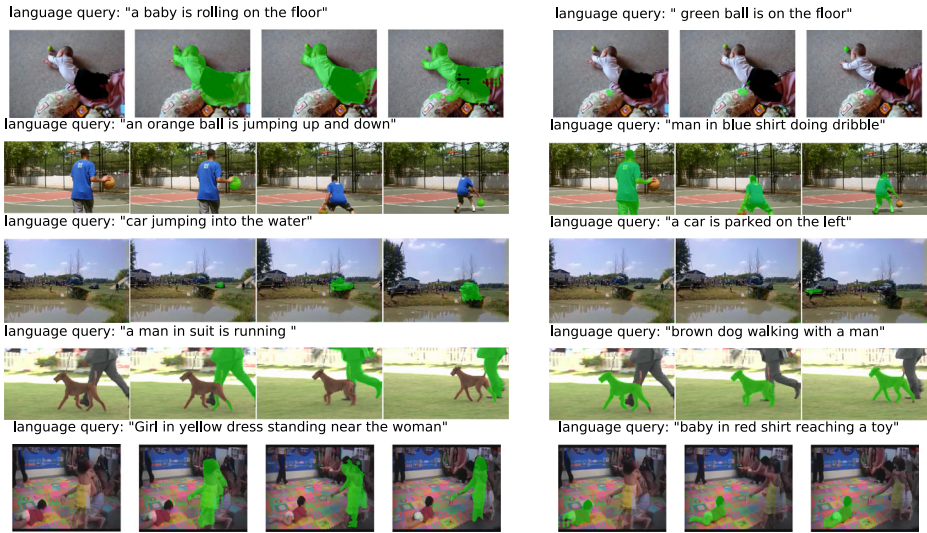 language query: "a baby is rolling on the floor"
language query: " green ball is on the floor"
language query: "an orange ball is jumping up and down"
language query: "man in blue shirt doing dribble"
language query: "car jumping into the water"
language query: "a car is parked on the left"
language query: "a man in suit is running "
language query: "brown dog walking with a man"
language query: "Girl in yellow dress standing near the woman"
language query: "baby in red shirt reaching a toy"